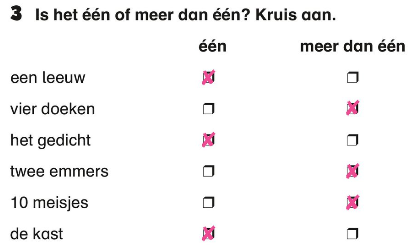 3 Is het één of meer dan één? Kruis aan.
één meer dan één
een leeuw
vier doeken
het gedicht
twee emmers
10 meisjes
de kast